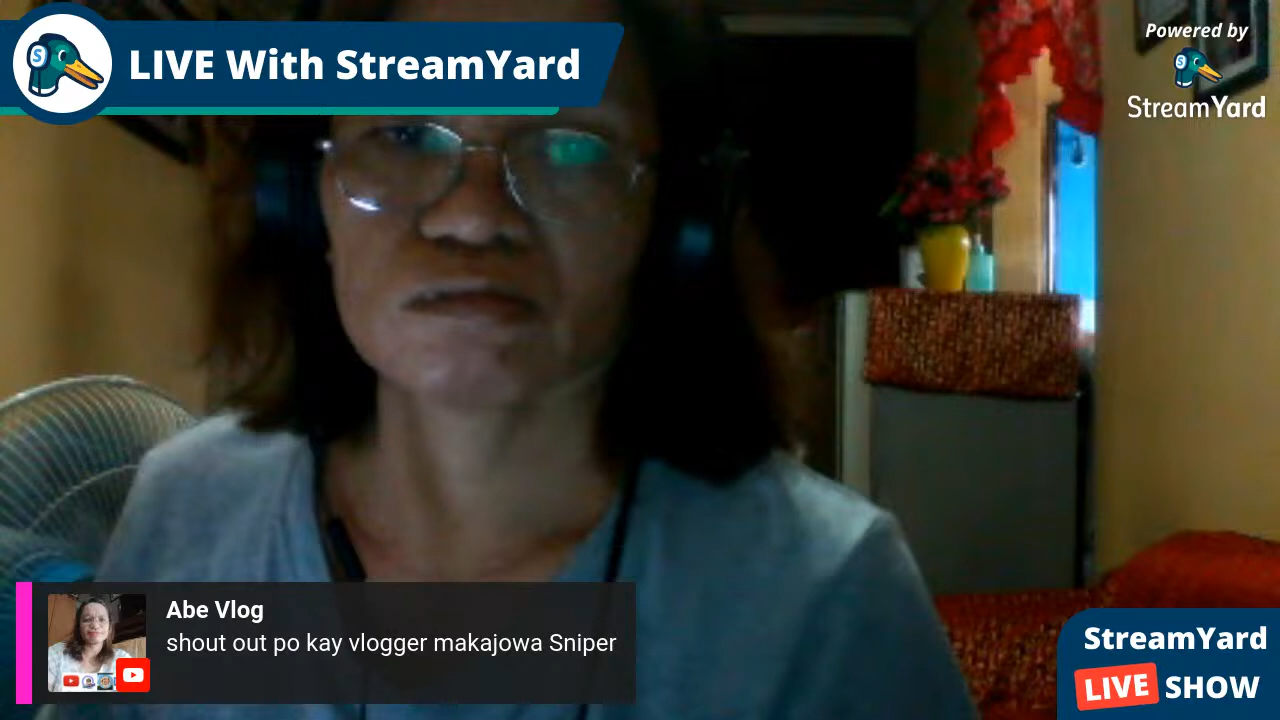 LIVE With StreamYard
Powered by
StreamYard
Abe Vlog
shout out po kay vlogger makajowa Sniper
StreamYard
LIVE SHOW